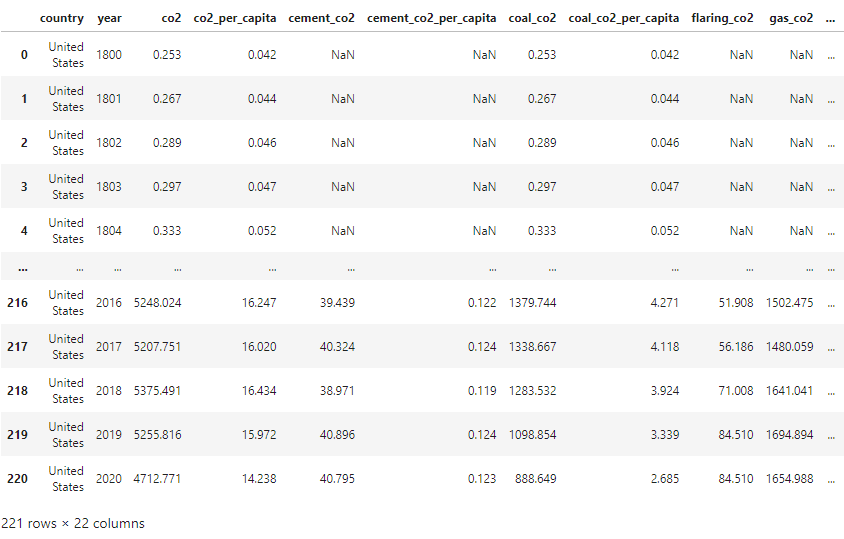 country year co2 co2_per_capita cement_co2 cement_co2_per_capita coal_co2 coal_co2_per_capita flaring_co2 gas_co2 ...
0 United States 1800 0.253 0.042 NaN NaN 0.253 0.042 NaN NaN ...
1 United States 1801 0.267 0.044 NaN NaN 0.267 0.044 NaN NaN ...
2 United States 1802 0.289 0.046 NaN NaN 0.289 0.046 NaN NaN ...
3 United States 1803 0.297 0.047 NaN NaN 0.297 0.047 NaN NaN ...
4 United States 1804 0.333 0.052 NaN NaN 0.333 0.052 NaN NaN ...
... ... ... ... ... ... ... ... ... ... ... ...
216 United States 2016 5248.024 16.247 39.439 0.122 1379.744 4.271 51.908 1502.475 ...
217 United States 2017 5207.751 16.020 40.324 0.124 1338.667 4.118 56.186 1480.059 ...
218 United States 2018 5375.491 16.434 38.971 0.119 1283.532 3.924 71.008 1641.041 ...
219 United States 2019 5255.816 15.972 40.896 0.124 1098.854 3.339 84.510 1694.894 ...
220 United States 2020 4712.771 14.238 40.795 0.123 888.649 2.685 84.510 1654.988 ...
221 rows × 22 columns